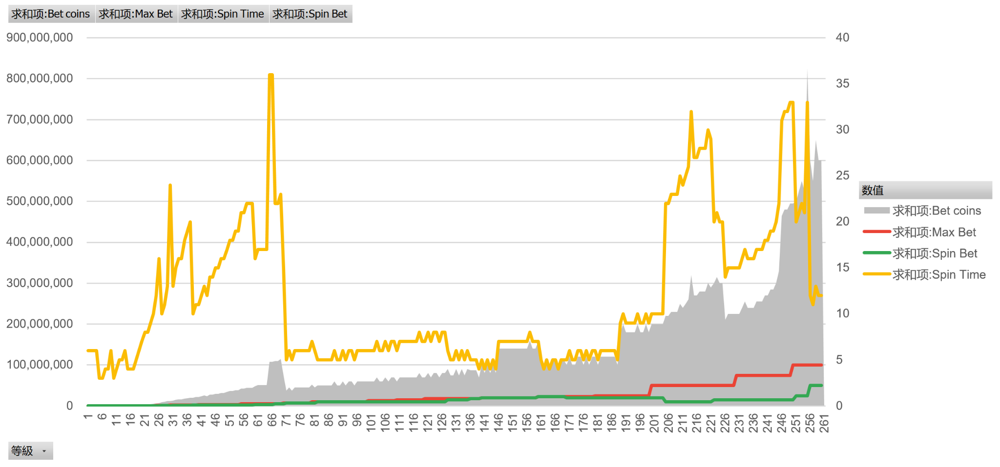 求和项:Bet coins 求和项:Max Bet 求和项:Spin Time 求和项:Spin Bet
900,000,000 40
800,000,000 35
700,000,000 30
600,000,000 25
500,000,000 20
400,000,000 15
300,000,000 10
200,000,000 5
100,000,000 0
0
数值
求和项:Bet coins
求和项:Max Bet
求和项:Spin Bet
求和项:Spin Time
1 6 11 16 21 26 31 36 41 46 51 56 61 66 71 76 81 86 91 96 101 106 111 116 121 126 131 136 141 146 151 156 161 166 171 176 181 186 191 196 201 206 211 216 221 226 231 236 241 246 251 256 261
等級